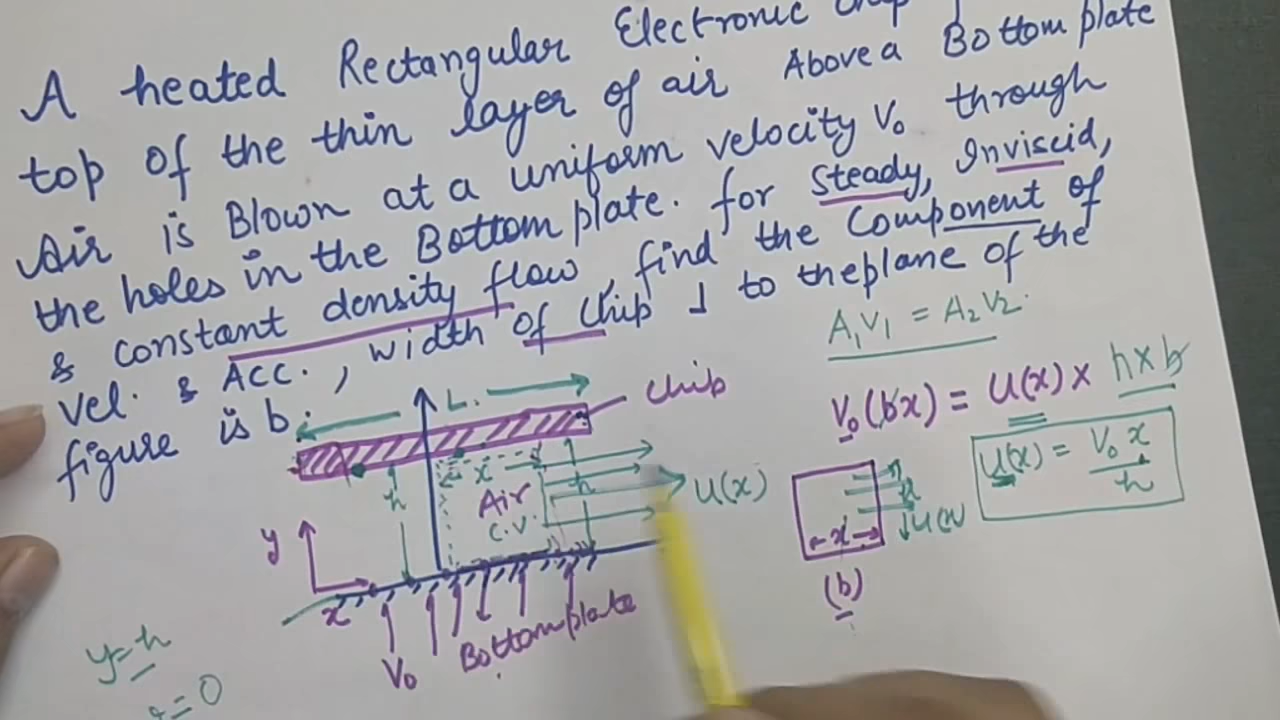 A heated Rectangular Electronic chip
top of the thin layer of air Above a Bottom plate
Air is Blown at a uniform velocity V₀ through
the holes in the Bottom plate. for Steady, Inviscid,
& constant density flow, find the Component of
vel. & ACC., width of Chip ⊥ to the plane of the
figure is b.
A₁V₁ = A₂V₂.
L.
Chip
V₀(bx) = u(x) × h×b
u(x) = V₀x/h
x
h
Air
C.V.
h
u(x)
y
x
x
u(x)
(b)
V₀
Bottom plate
y=h
=0